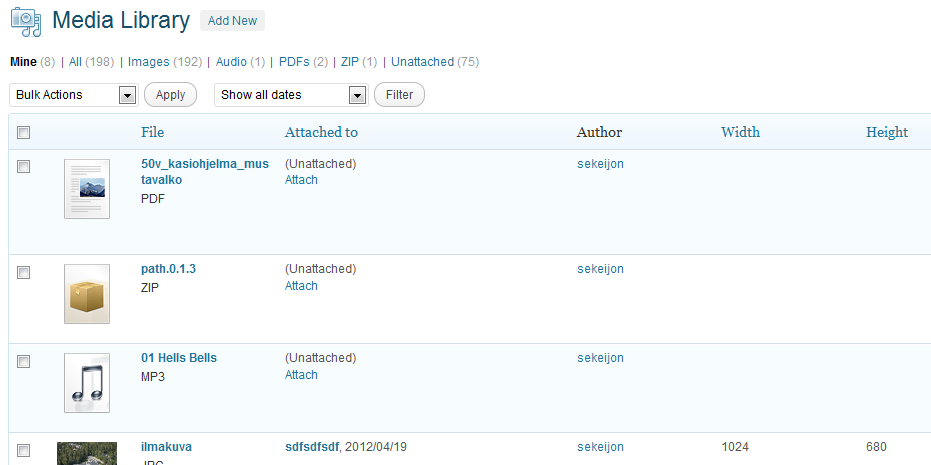 Media Library Add New
Mine (8) | All (198) | Images (192) | Audio (1) | PDFs (2) | ZIP (1) | Unattached (75)
Bulk Actions Apply Show all dates Filter
File Attached to Author Width Height
50v_kasiohjelma_mus (Unattached) sekeijon
tavalko Attach
PDF
path.0.1.3 (Unattached) sekeijon
ZIP Attach
01 Hells Bells (Unattached) sekeijon
MP3 Attach
ilmakuva sdfsdfsdf, 2012/04/19 sekeijon 1024 680